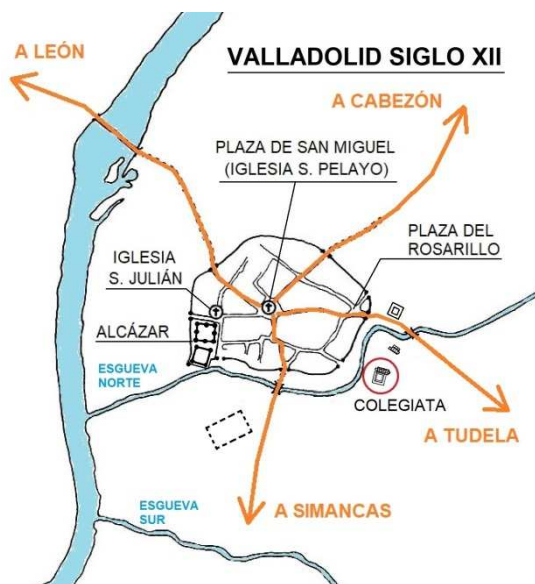 VALLADOLID SIGLO XII
A LEÓN
A CABEZÓN
PLAZA DE SAN MIGUEL
(IGLESIA S. PELAYO)
PLAZA DEL
ROSARILLO
IGLESIA
S. JULIÁN
ALCÁZAR
ESGUEVA
NORTE
COLEGIATA
A TUDELA
A SIMANCAS
ESGUEVA
SUR